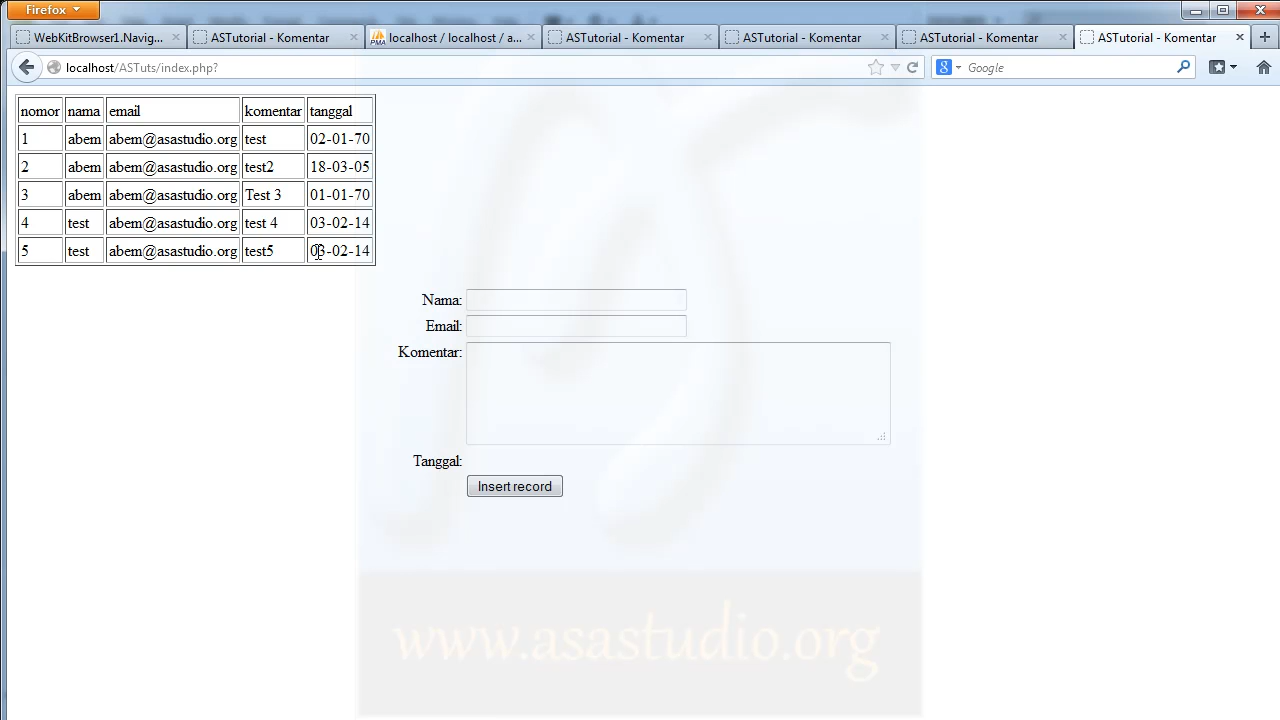 Firefox
WebKitBrowser1.Navig... ASTutorial - Komentar localhost / localhost / a... ASTutorial - Komentar ASTutorial - Komentar ASTutorial - Komentar ASTutorial - Komentar
localhost/ASTuts/index.php? Google
nomor nama email komentar tanggal
1 abem abem@asastudio.org test 02-01-70
2 abem abem@asastudio.org test2 18-03-05
3 abem abem@asastudio.org Test 3 01-01-70
4 test abem@asastudio.org test 4 03-02-14
5 test abem@asastudio.org test5 03-02-14
Nama:
Email:
Komentar:
Tanggal:
Insert record
www.asastudio.org